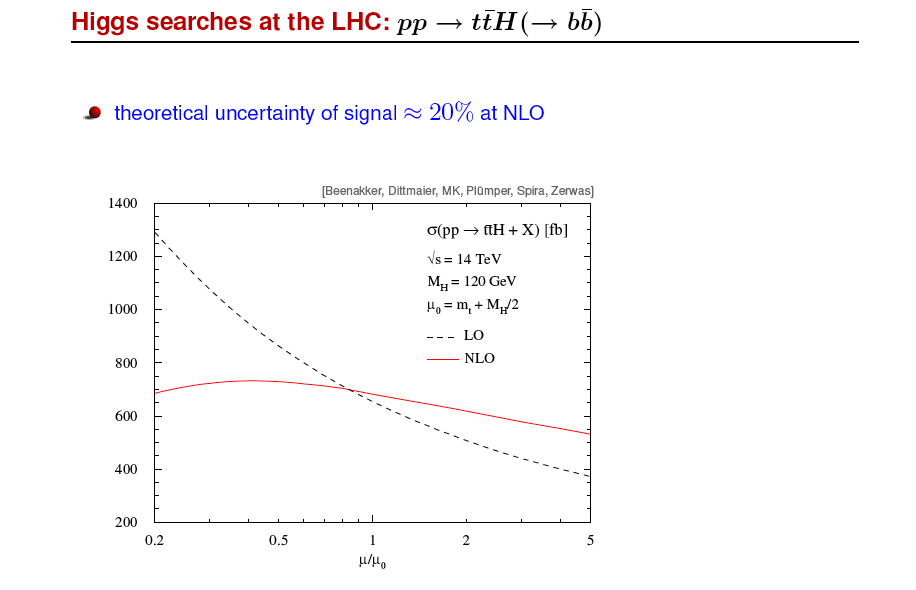 Higgs searches at the LHC: pp → tt̄H(→ bb̄)
theoretical uncertainty of signal ≈ 20% at NLO
[Beenakker, Dittmaier, MK, Plümper, Spira, Zerwas]
1400
1200
1000
800
600
400
200
σ(pp → tt̄H + X) [fb]
√s = 14 TeV
M_H = 120 GeV
μ_0 = m_t + M_H/2
LO
NLO
0.2 0.5 1 2 5
μ/μ_0